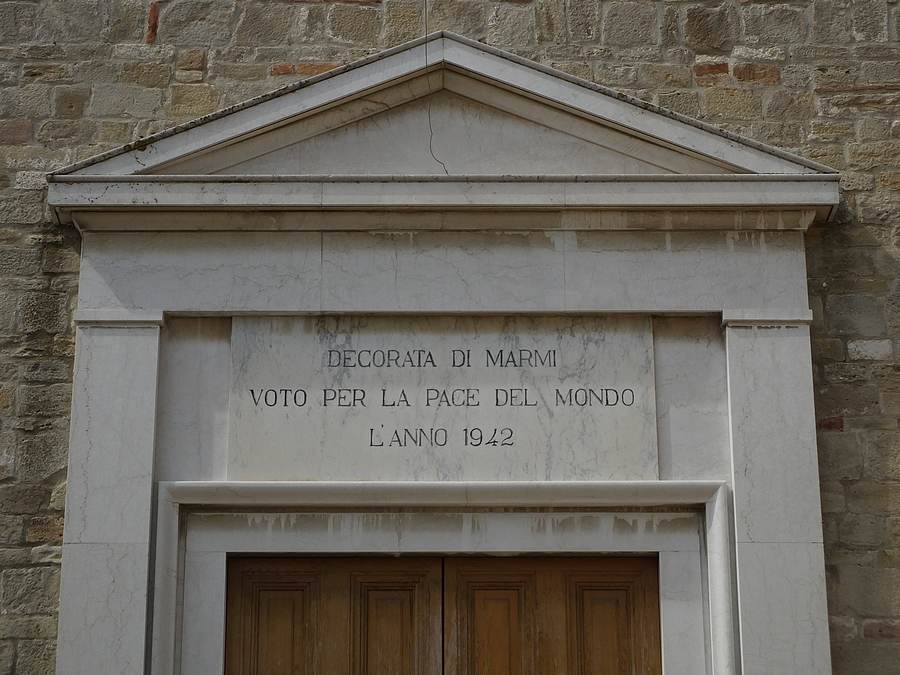 DECORATA DI MARMI
VOTO PER LA PACE DEL MONDO
L'ANNO 1942